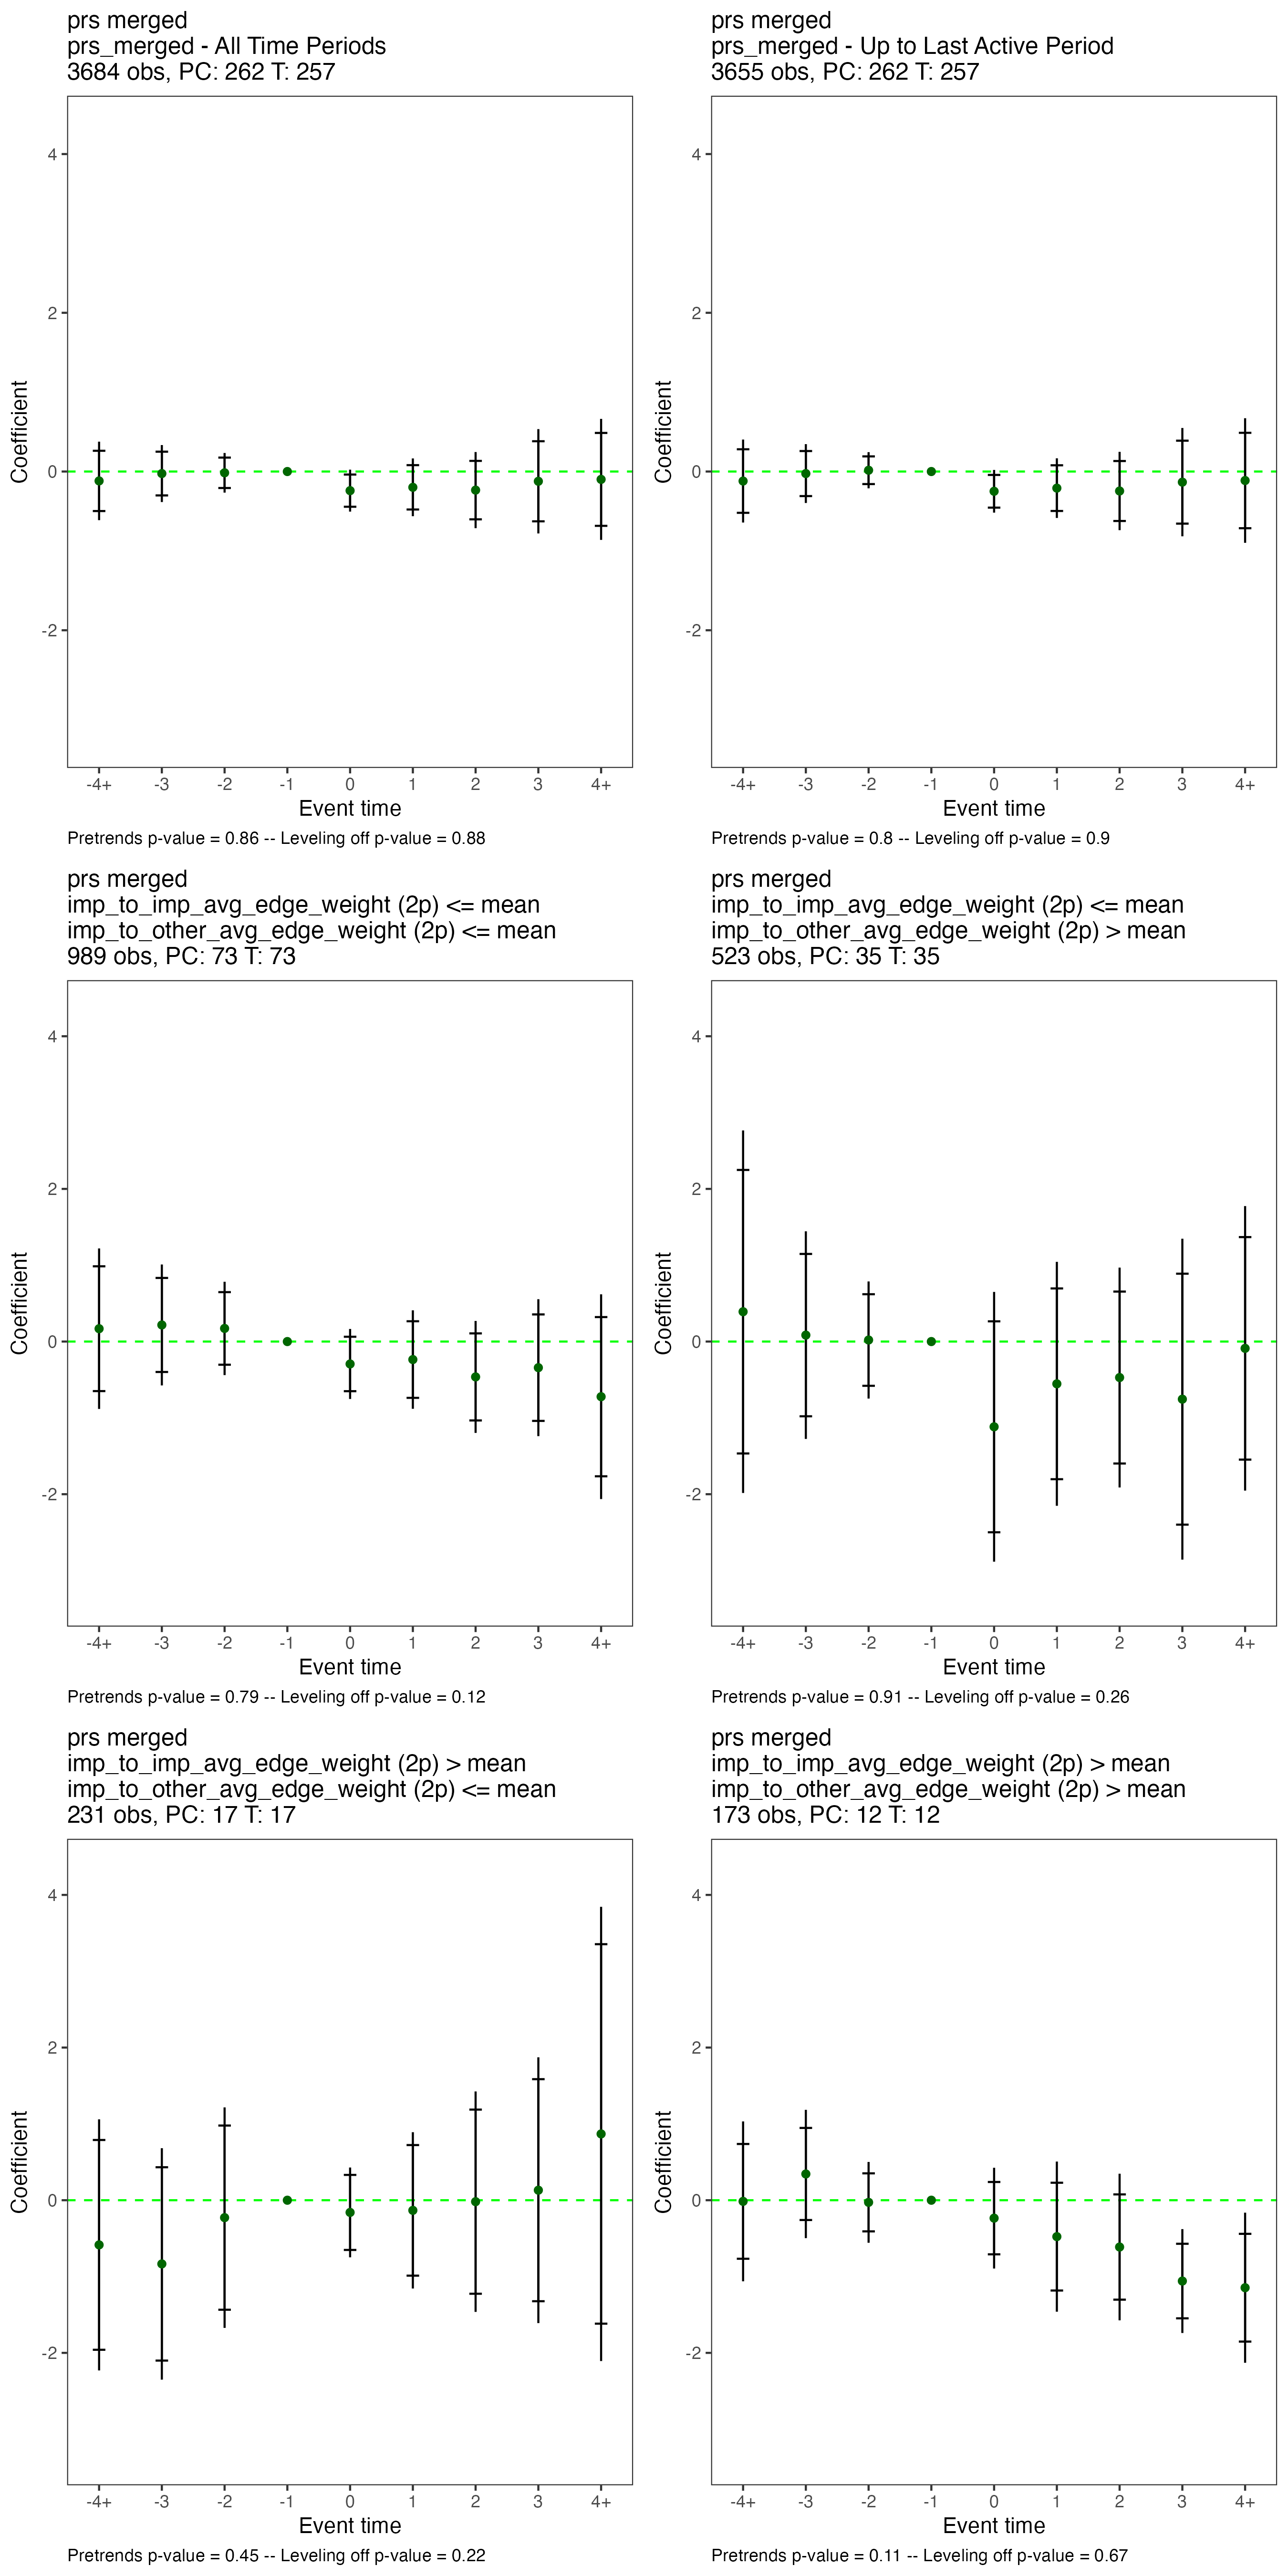 prs merged
prs_merged - All Time Periods
3684 obs, PC: 262 T: 257
4
2
0
-2
Coefficient
-4+ -3 -2 -1 0 1 2 3 4+
Event time
Pretrends p-value = 0.86 -- Leveling off p-value = 0.88
prs merged
prs_merged - Up to Last Active Period
3655 obs, PC: 262 T: 257
4
2
0
-2
Coefficient
-4+ -3 -2 -1 0 1 2 3 4+
Event time
Pretrends p-value = 0.8 -- Leveling off p-value = 0.9
prs merged
imp_to_imp_avg_edge_weight (2p) <= mean
imp_to_other_avg_edge_weight (2p) <= mean
989 obs, PC: 73 T: 73
4
2
0
-2
Coefficient
-4+ -3 -2 -1 0 1 2 3 4+
Event time
Pretrends p-value = 0.79 -- Leveling off p-value = 0.12
prs merged
imp_to_imp_avg_edge_weight (2p) <= mean
imp_to_other_avg_edge_weight (2p) > mean
523 obs, PC: 35 T: 35
4
2
0
-2
Coefficient
-4+ -3 -2 -1 0 1 2 3 4+
Event time
Pretrends p-value = 0.91 -- Leveling off p-value = 0.26
prs merged
imp_to_imp_avg_edge_weight (2p) > mean
imp_to_other_avg_edge_weight (2p) <= mean
231 obs, PC: 17 T: 17
4
2
0
-2
Coefficient
-4+ -3 -2 -1 0 1 2 3 4+
Event time
Pretrends p-value = 0.45 -- Leveling off p-value = 0.22
prs merged
imp_to_imp_avg_edge_weight (2p) > mean
imp_to_other_avg_edge_weight (2p) > mean
173 obs, PC: 12 T: 12
4
2
0
-2
Coefficient
-4+ -3 -2 -1 0 1 2 3 4+
Event time
Pretrends p-value = 0.11 -- Leveling off p-value = 0.67